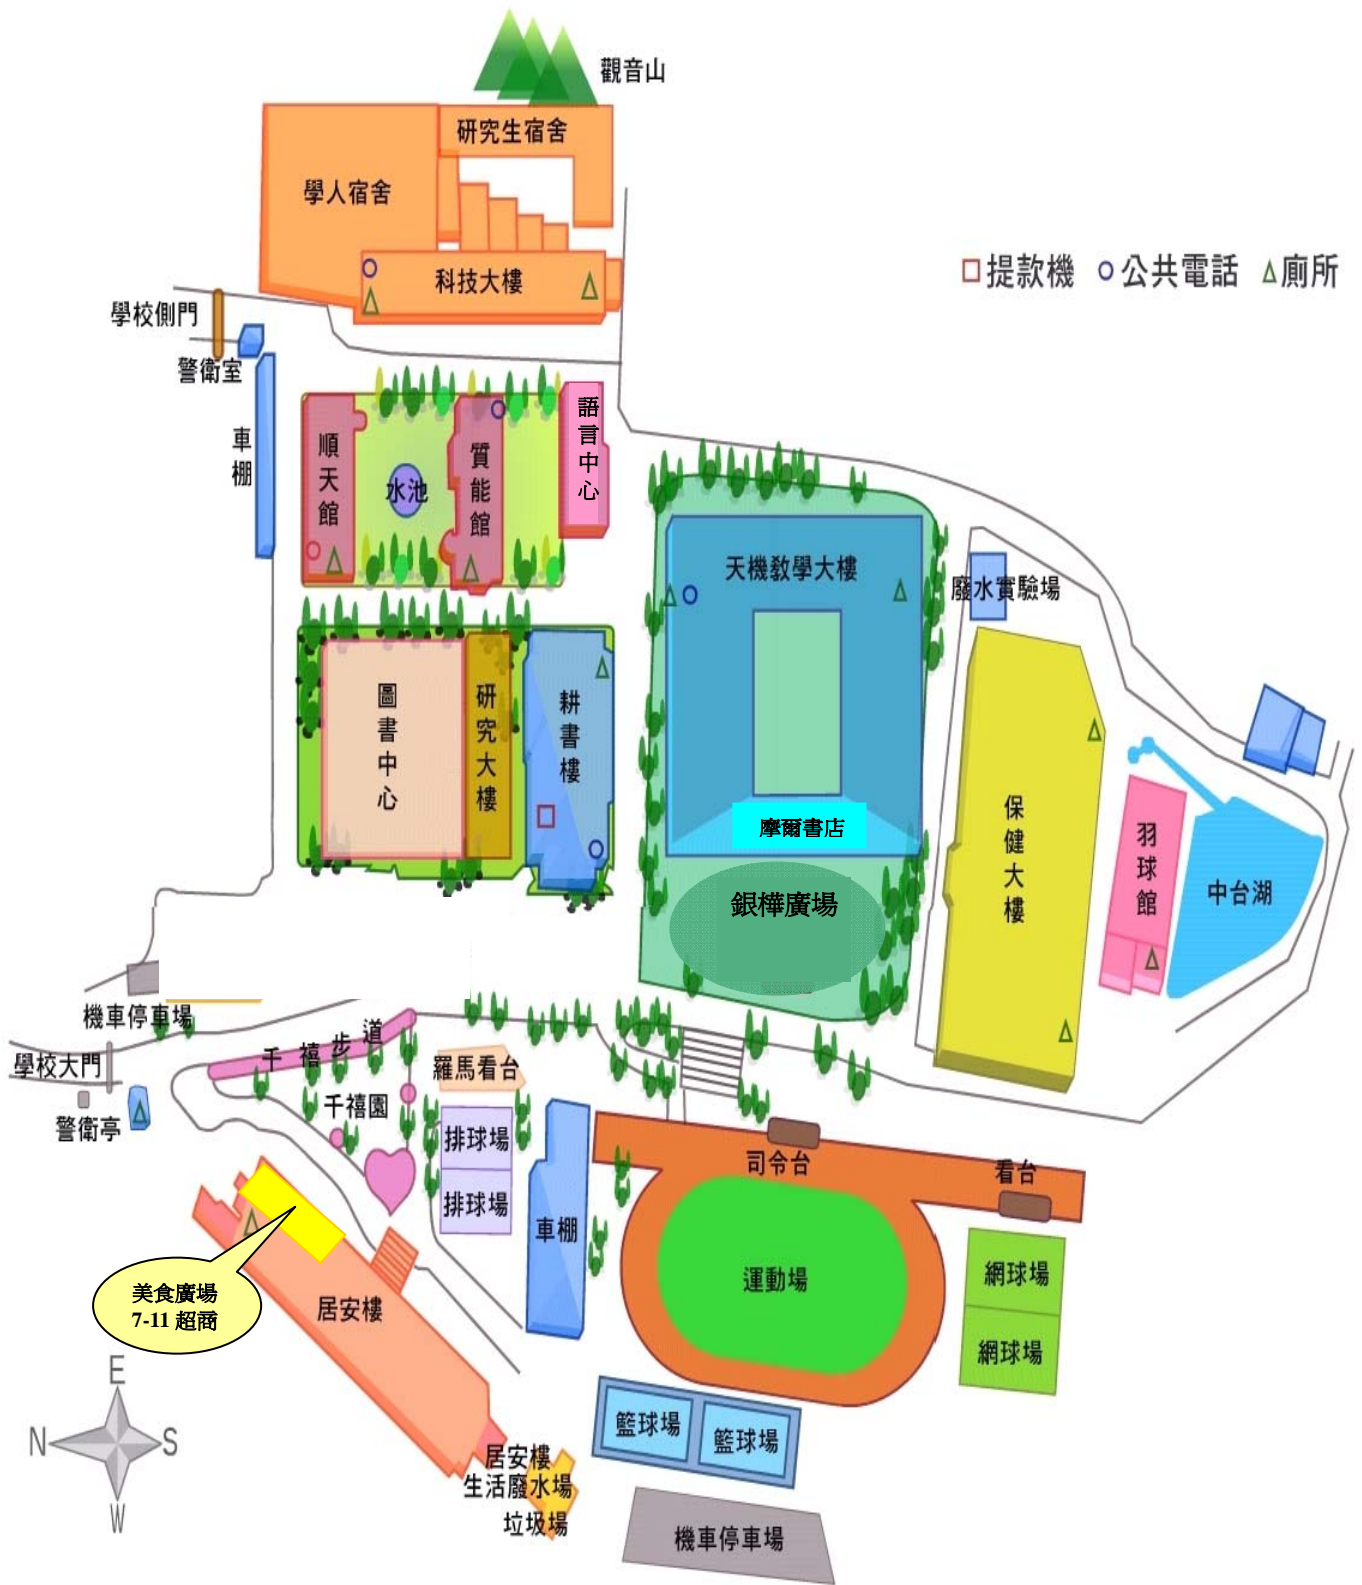 觀音山
研究生宿舍
學人宿舍
科技大樓
提款機
公共電話
廁所
學校側門
警衛室
車棚
順天館
水池
質能館
語言中心
天機教學大樓
廢水實驗場
圖書中心
研究大樓
耕書樓
摩爾書店
銀樺廣場
保健大樓
羽球館
中台湖
機車停車場
學校大門
警衛亭
千禧步道
千禧園
羅馬看台
排球場
排球場
車棚
司令台
看台
運動場
網球場
網球場
美食廣場
7-11 超商
居安樓
籃球場
籃球場
居安樓
生活廢水場
垃圾場
機車停車場
E
N
S
W